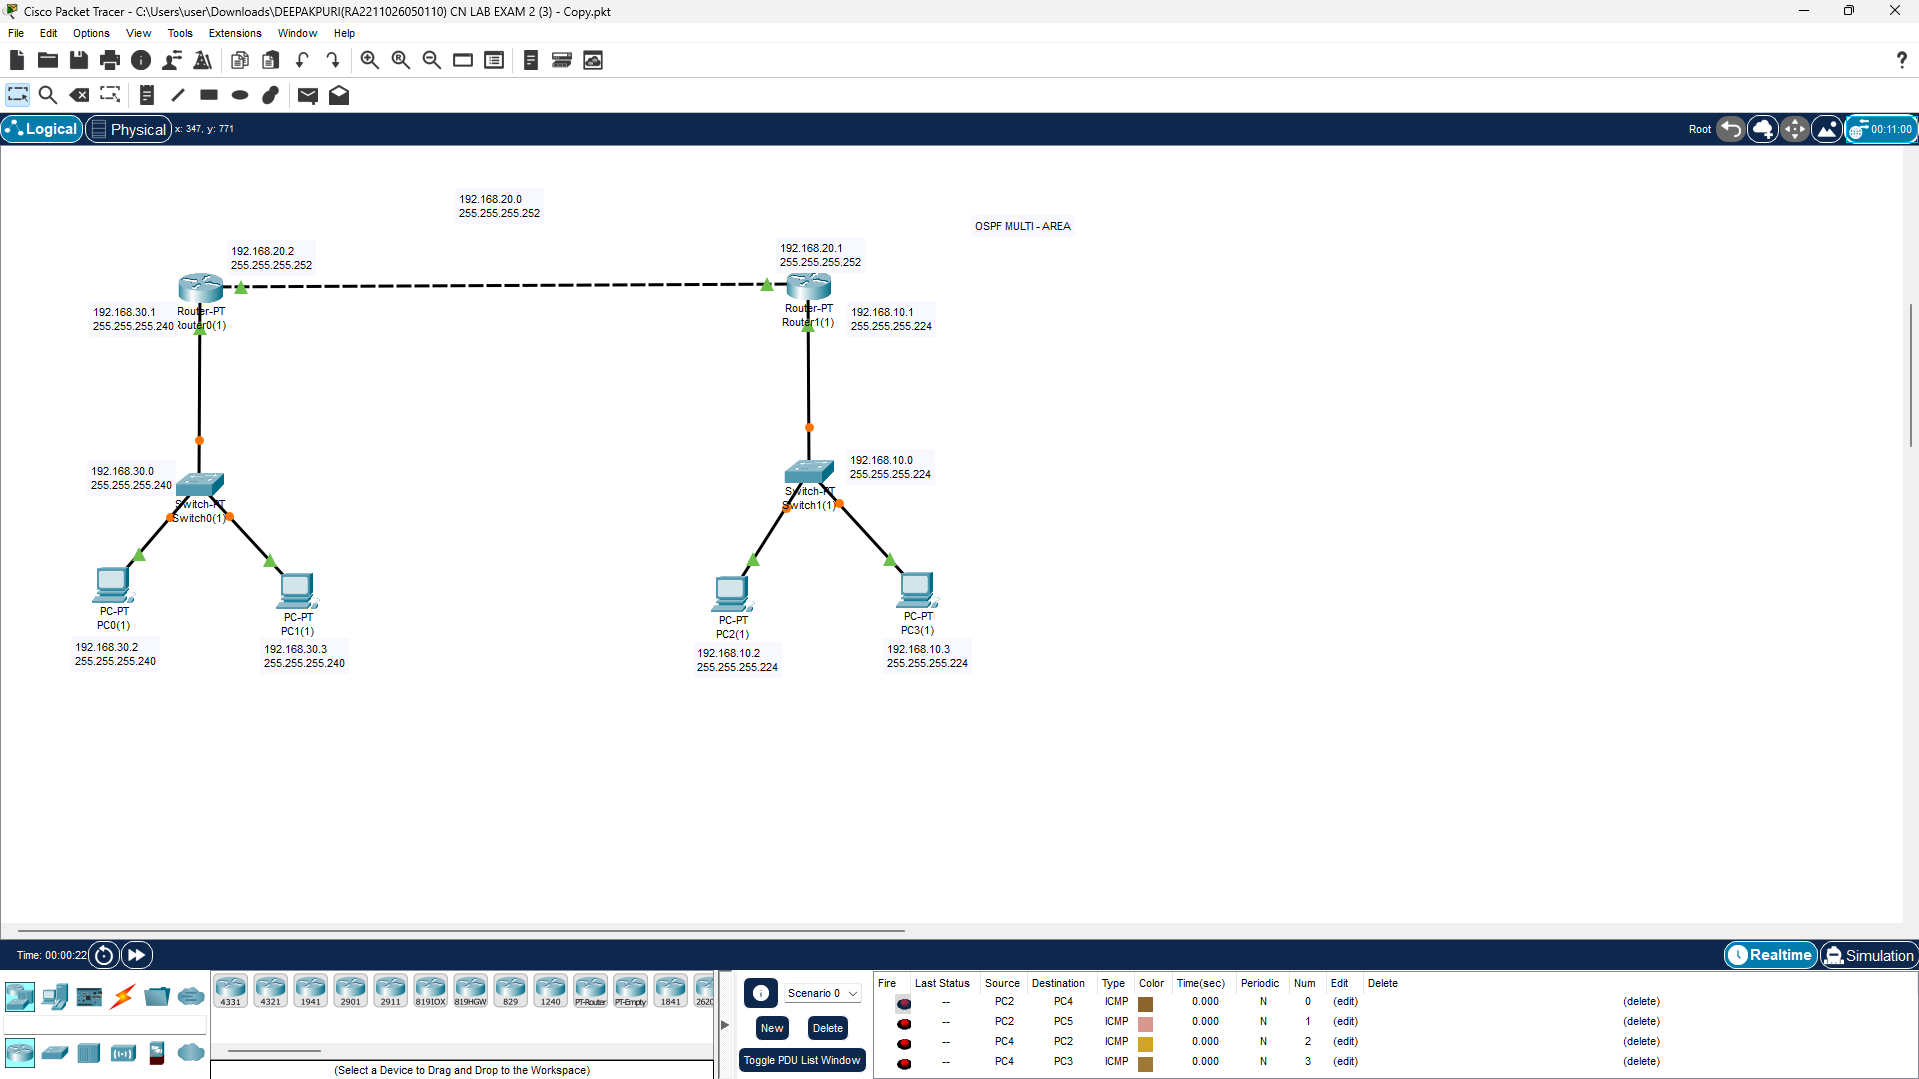 Cisco Packet Tracer - C:\Users\user\Downloads\DEEPAKPURI(RA2211026050110) CN LAB EXAM 2 (3) - Copy.pkt
File Edit Options View Tools Extensions Window Help
Logical Physical x: 347, y: 771 Root 00:11:00
192.168.20.0
255.255.255.252
OSPF MULTI - AREA
192.168.20.2
255.255.255.252
192.168.20.1
255.255.255.252
192.168.30.1
255.255.255.240
Router-PT
Router0(1)
Router-PT
Router1(1)
192.168.10.1
255.255.255.224
192.168.30.0
255.255.255.240
Switch-PT
Switch0(1)
192.168.10.0
255.255.255.224
Switch-PT
Switch1(1)
PC-PT
PC0(1)
192.168.30.2
255.255.255.240
PC-PT
PC1(1)
192.168.30.3
255.255.255.240
PC-PT
PC2(1)
192.168.10.2
255.255.255.224
PC-PT
PC3(1)
192.168.10.3
255.255.255.224
Time: 00:00:22 Realtime Simulation
4331 4321 1941 2901 2911 819IOX 819HGW 829 1240 PT-Router PT-Empty 1841 2620
(Select a Device to Drag and Drop to the Workspace)
Scenario 0
New Delete
Toggle PDU List Window
Fire Last Status Source Destination Type Color Time(sec) Periodic Num Edit Delete
-- PC2 PC4 ICMP 0.000 N 0 (edit) (delete)
-- PC2 PC5 ICMP 0.000 N 1 (edit) (delete)
-- PC4 PC2 ICMP 0.000 N 2 (edit) (delete)
-- PC4 PC3 ICMP 0.000 N 3 (edit) (delete)